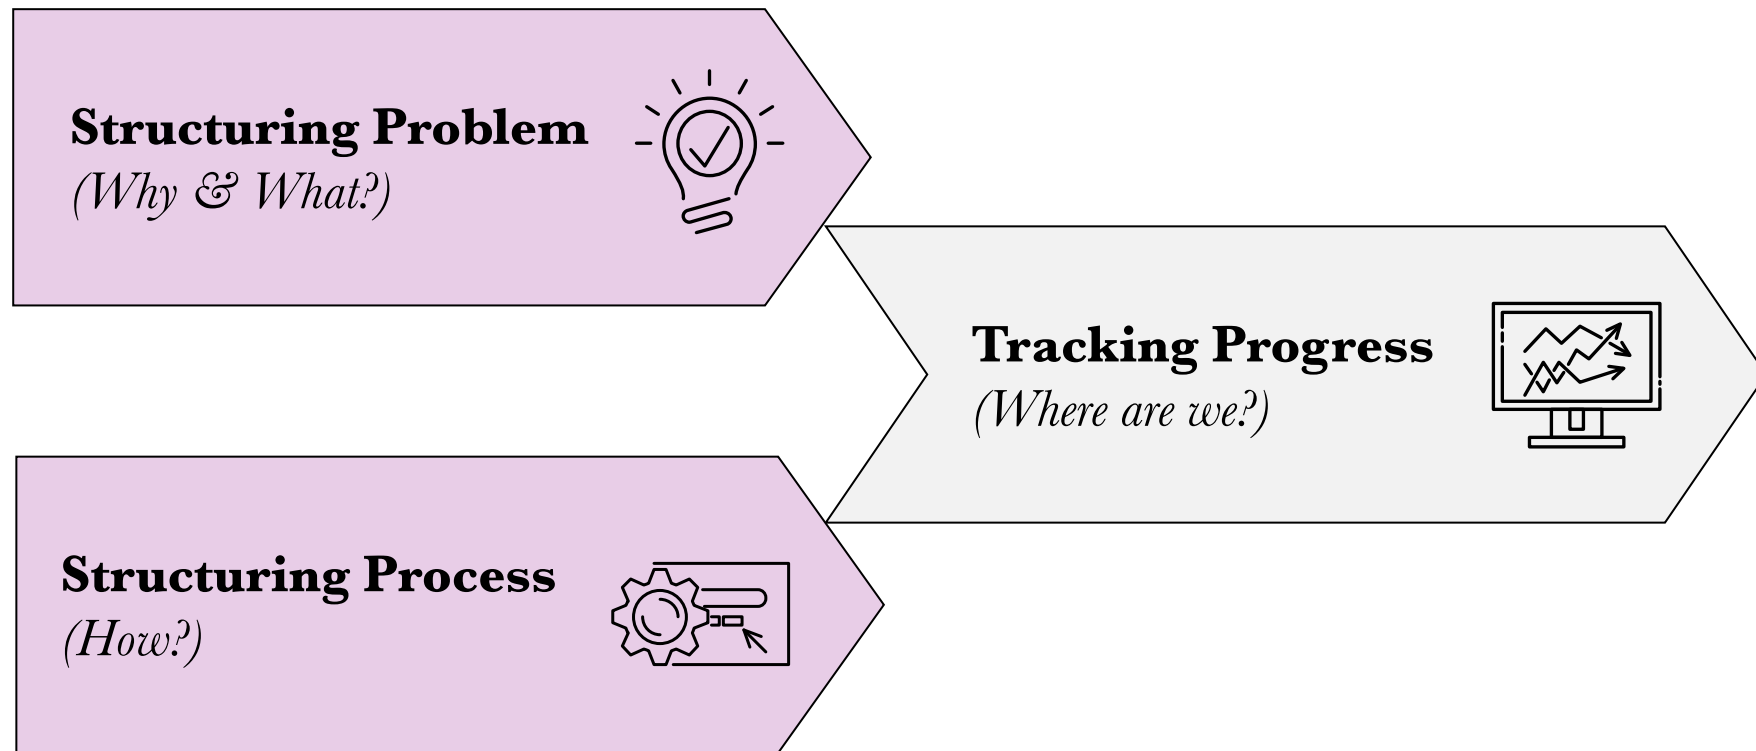 Structuring Problem
(Why & What?)
Tracking Progress
(Where are we?)
Structuring Process
(How?)